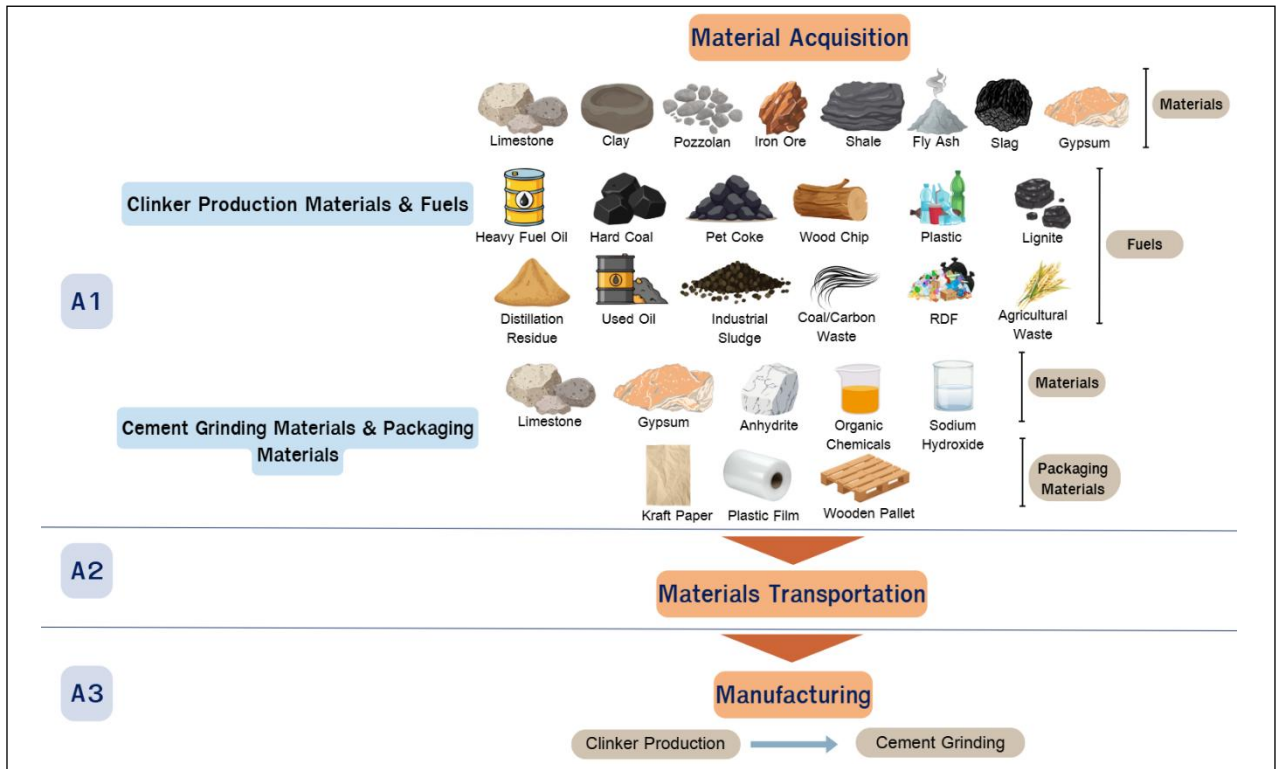 Material Acquisition
Limestone
Clay
Pozzolan
Iron Ore
Shale
Fly Ash
Slag
Gypsum
Materials
Clinker Production Materials & Fuels
Heavy Fuel Oil
Hard Coal
Pet Coke
Wood Chip
Plastic
Lignite
Fuels
A1
Distillation
Residue
Used Oil
Industrial
Sludge
Coal/Carbon
Waste
RDF
Agricultural
Waste
Cement Grinding Materials & Packaging
Materials
Limestone
Gypsum
Anhydrite
Organic
Chemicals
Sodium
Hydroxide
Materials
Kraft Paper
Plastic Film
Wooden Pallet
Packaging
Materials
A2
Materials Transportation
A3
Manufacturing
Clinker Production
Cement Grinding